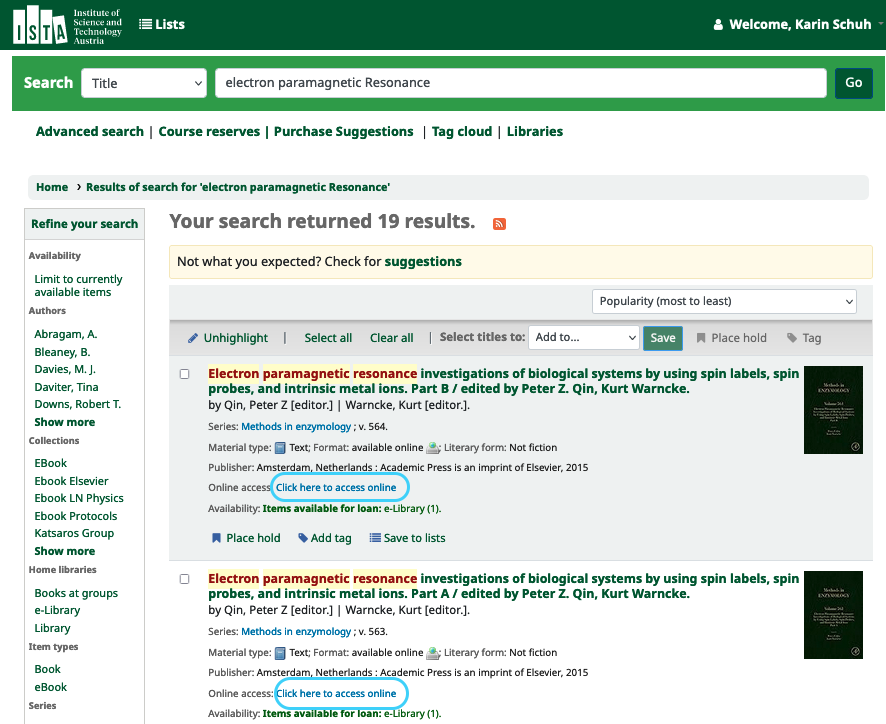 ISTA
Institute of
Science and
Technology
Austria
Lists
Welcome, Karin Schuh
Search
Title
electron paramagnetic Resonance
Go
Advanced search | Course reserves | Purchase Suggestions | Tag cloud | Libraries
Home › Results of search for 'electron paramagnetic Resonance'
Refine your search
Availability
Limit to currently
available items
Authors
Abragam, A.
Bleaney, B.
Davies, M. J.
Daviter, Tina
Downs, Robert T.
Show more
Collections
EBook
Ebook Elsevier
Ebook LN Physics
Ebook Protocols
Katsaros Group
Show more
Home libraries
Books at groups
e-Library
Library
Item types
Book
eBook
Series
Your search returned 19 results.
Not what you expected? Check for suggestions
Popularity (most to least)
Unhighlight | Select all Clear all | Select titles to: Add to... Save Place hold Tag
Electron paramagnetic resonance investigations of biological systems by using spin labels, spin
probes, and intrinsic metal ions. Part B / edited by Peter Z. Qin, Kurt Warncke.
by Qin, Peter Z [editor.] | Warncke, Kurt [editor.].
Series: Methods in enzymology ; v. 564.
Material type: Text; Format: available online ; Literary form: Not fiction
Publisher: Amsterdam, Netherlands : Academic Press is an imprint of Elsevier, 2015
Online access: Click here to access online
Availability: Items available for loan: e-Library (1).
Place hold Add tag Save to lists
Methods in
ENZYMOLOGY
Electron paramagnetic resonance investigations of biological systems by using spin labels, spin
probes, and intrinsic metal ions. Part A / edited by Peter Z. Qin, Kurt Warncke.
by Qin, Peter Z [editor.] | Warncke, Kurt [editor.].
Series: Methods in enzymology ; v. 563.
Material type: Text; Format: available online ; Literary form: Not fiction
Publisher: Amsterdam, Netherlands : Academic Press is an imprint of Elsevier, 2015
Online access: Click here to access online
Availability: Items available for loan: e-Library (1).
Methods in
ENZYMOLOGY